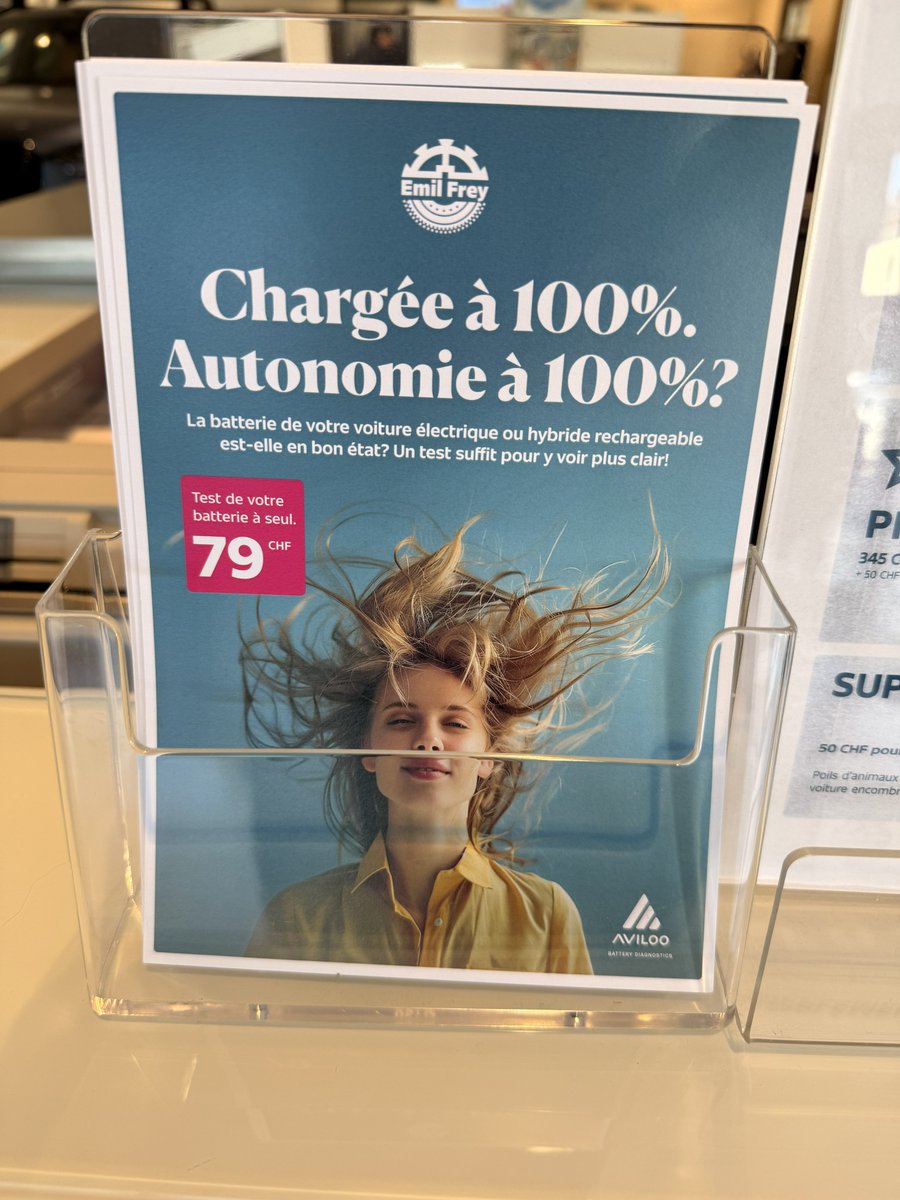 Emil Frey
Chargée à 100%.
Autonomie à 100%?
La batterie de votre voiture électrique ou hybride rechargeable
est-elle en bon état? Un test suffit pour y voir plus clair!
Test de votre
batterie à seul.
79 CHF
AVILOO
BATTERY DIAGNOSTICS
345
+ 50 CHF
SUP
50 CHF pour
Poils d'animaux
voiture encombr